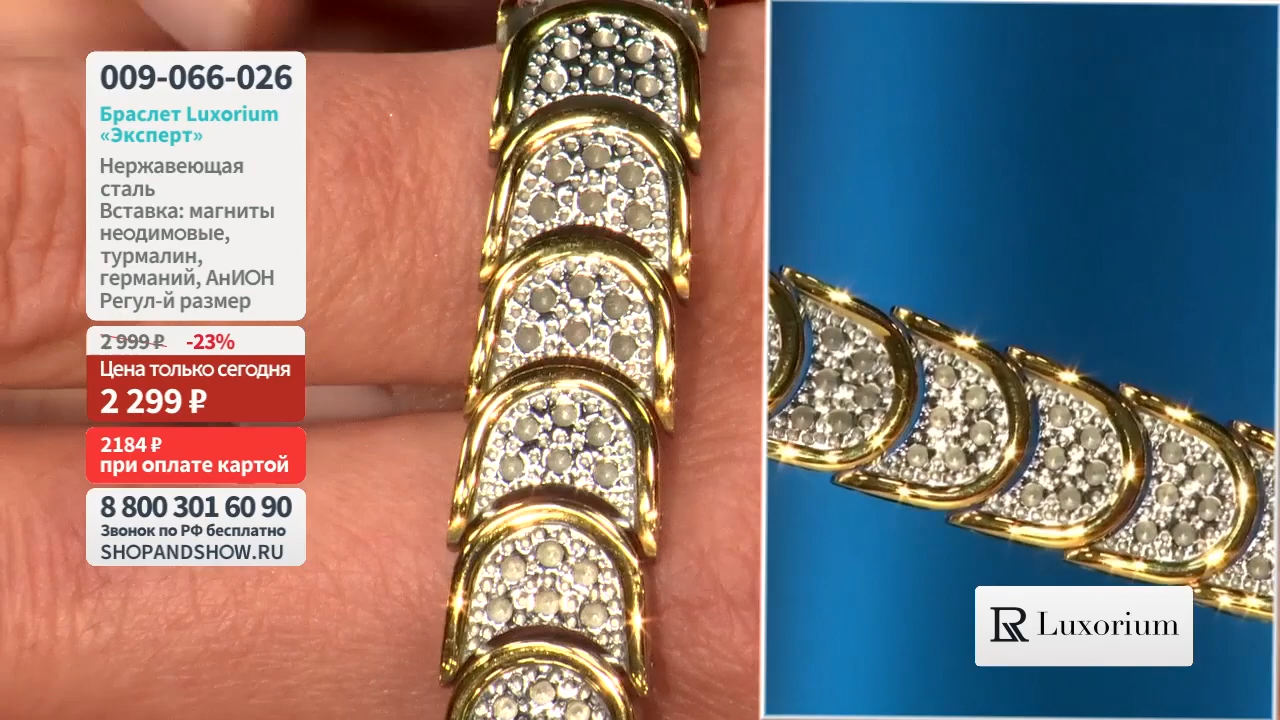 009-066-026
Браслет Luxorium
«Эксперт»
Нержавеющая
сталь
Вставка: магниты
неодимовые,
турмалин,
германий, АнИОН
Регул-й размер
2 999 ₽ -23%
Цена только сегодня
2 299 ₽
2184 ₽
при оплате картой
8 800 301 60 90
Звонок по РФ бесплатно
SHOPANDSHOW.RU
Luxorium